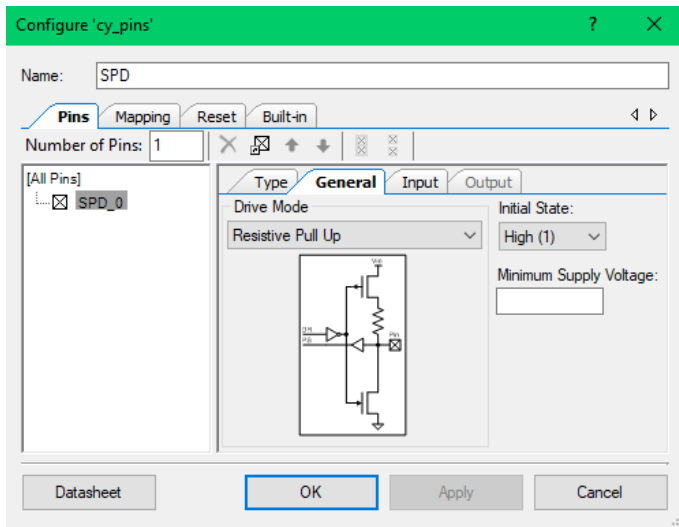 Configure 'cy_pins'
Name: SPD
Pins Mapping Reset Built-in
Number of Pins: 1
[All Pins]
SPD_0
Type General Input Output
Drive Mode
Initial State:
Resistive Pull Up
High (1)
Minimum Supply Voltage:
Vdd
DR
PS
Pin
Datasheet OK Apply Cancel